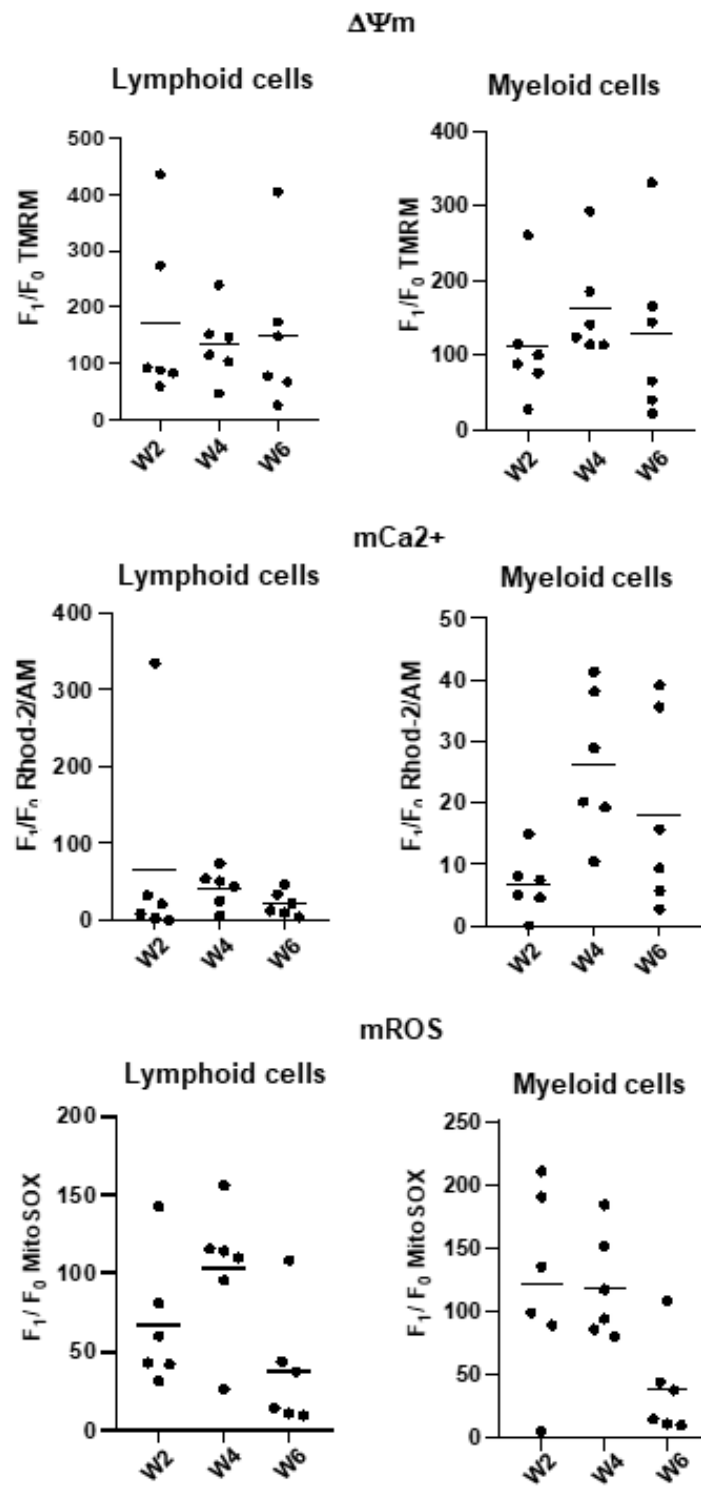 ΔΨm
Lymphoid cells
F₁/F₀ TMRM
500
400
300
200
100
0
W2 W4 W6
Myeloid cells
F₁/F₀ TMRM
400
300
200
100
0
W2 W4 W6
mCa2+
Lymphoid cells
F₁/F₀ Rhod-2/AM
400
300
200
100
0
W2 W4 W6
Myeloid cells
F₁/F₀ Rhod-2/AM
50
40
30
20
10
0
W2 W4 W6
mROS
Lymphoid cells
F₁/ F₀ MitoSOX
200
150
100
50
0
W2 W4 W6
Myeloid cells
F₁/ F₀ MitoSOX
250
200
150
100
50
0
W2 W4 W6